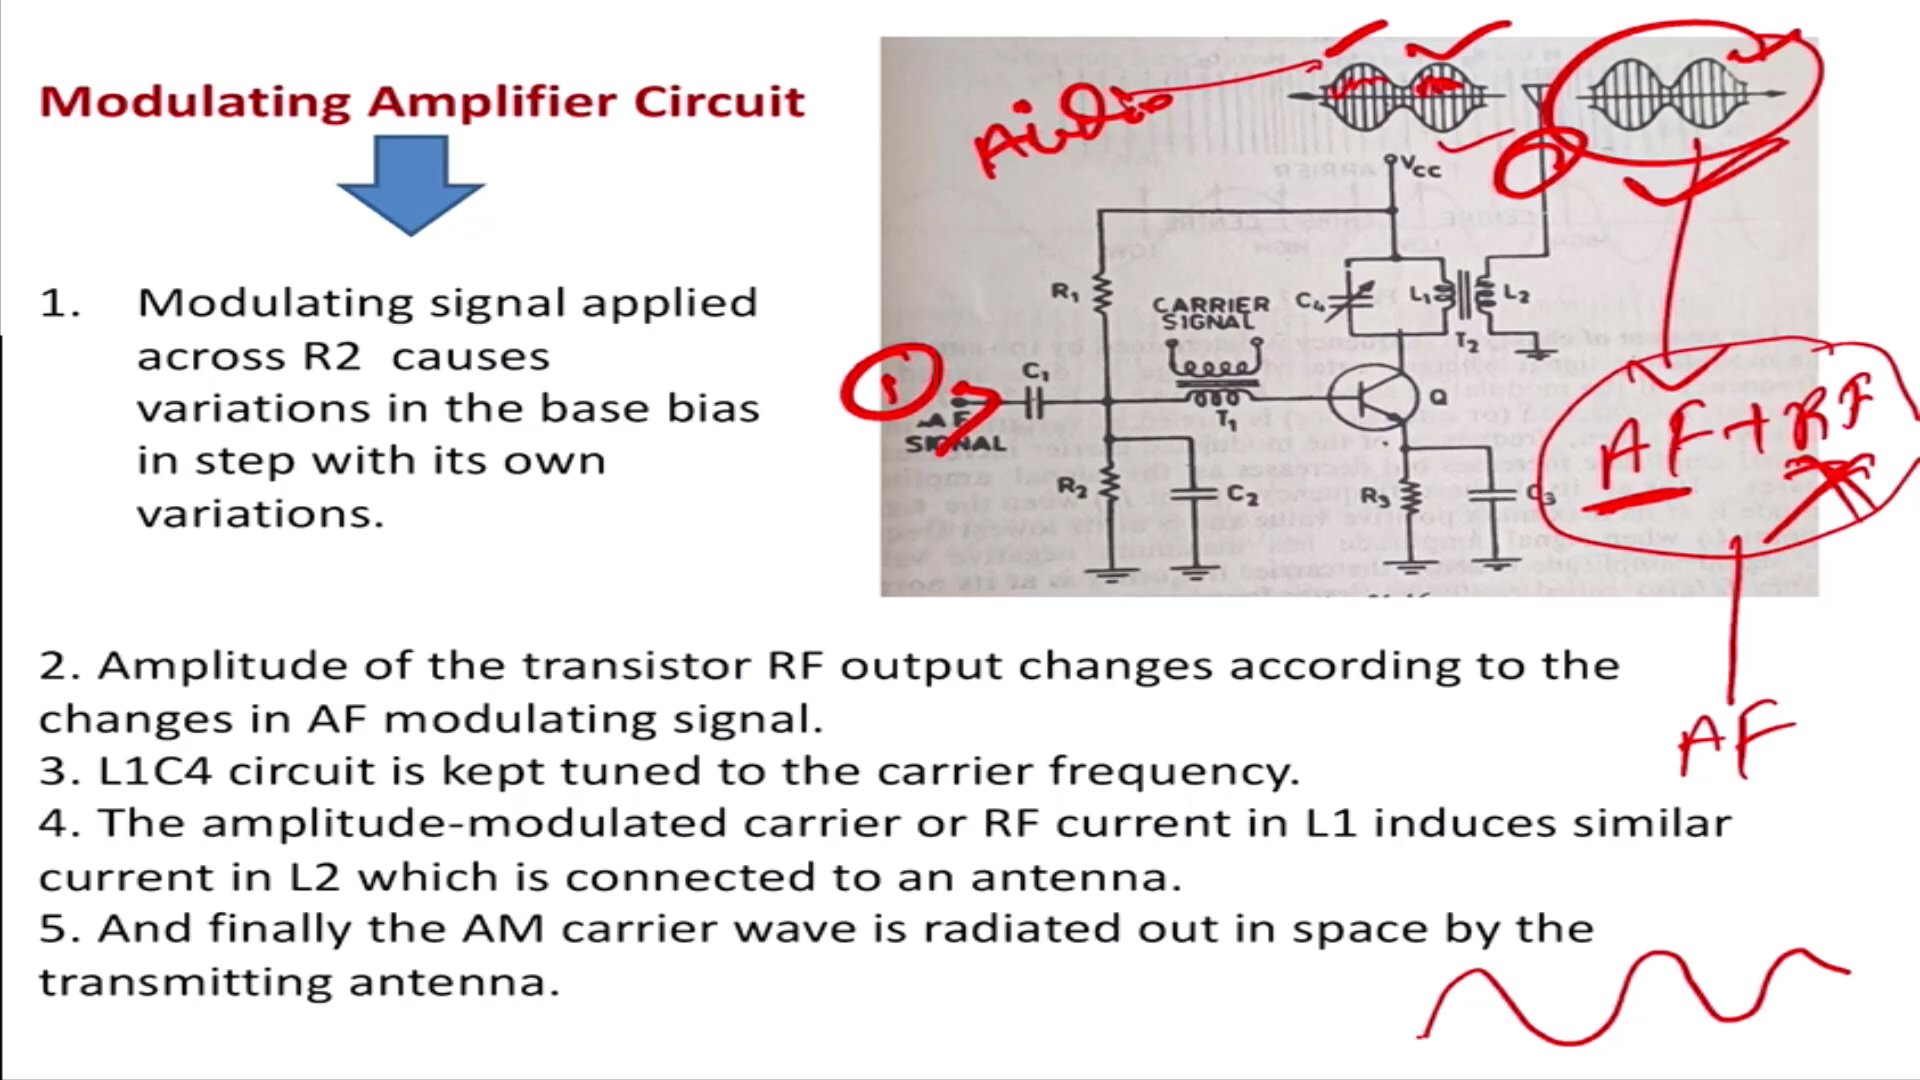 Modulating Amplifier Circuit
1. Modulating signal applied
across R2 causes
variations in the base bias
in step with its own
variations.
Audio
VCC
R1
CARRIER
SIGNAL
C4
L1
L2
T2
C1
T1
Q
AF
SIGNAL
R2
C2
R3
C3
AF+RF
AF
2. Amplitude of the transistor RF output changes according to the
changes in AF modulating signal.
3. L1C4 circuit is kept tuned to the carrier frequency.
4. The amplitude-modulated carrier or RF current in L1 induces similar
current in L2 which is connected to an antenna.
5. And finally the AM carrier wave is radiated out in space by the
transmitting antenna.